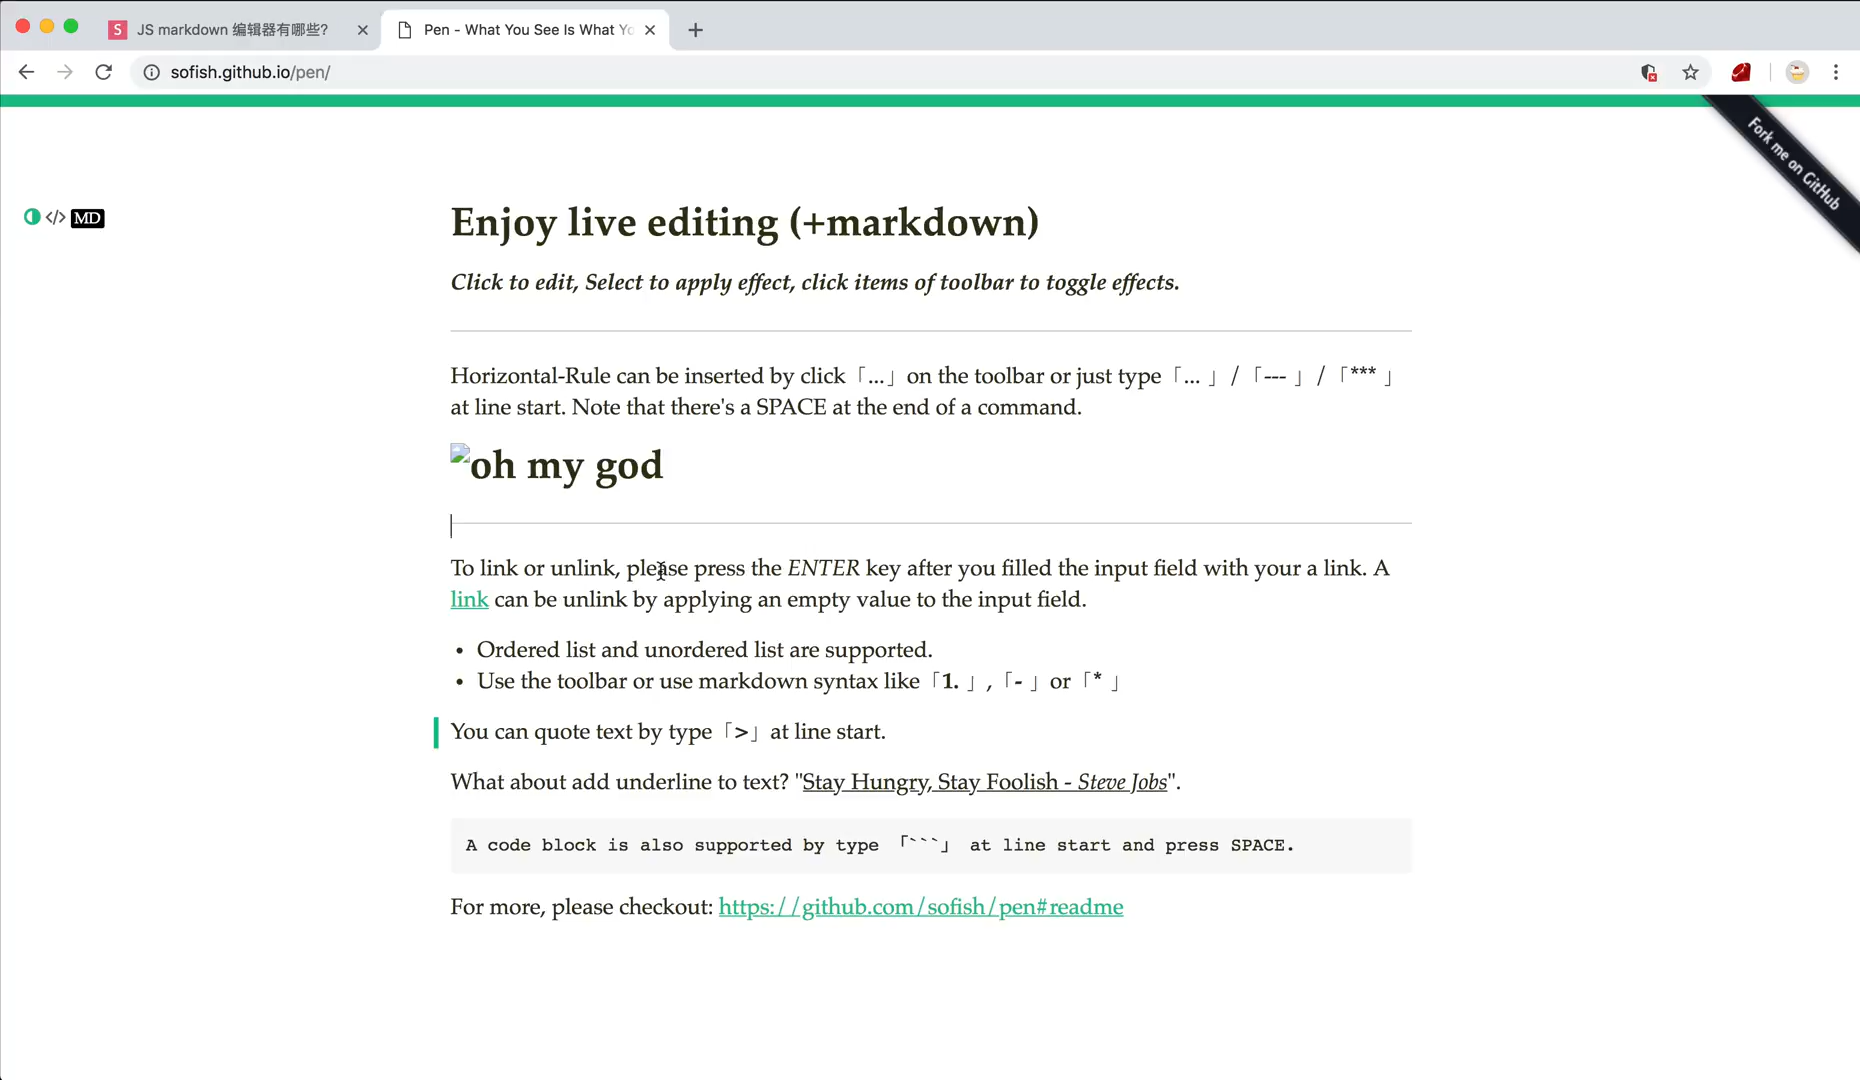 S JS markdown 编辑器有哪些?
Pen - What You See Is What Yo
sofish.github.io/pen/
Fork me on GitHub
</> MD
Enjoy live editing (+markdown)
Click to edit, Select to apply effect, click items of toolbar to toggle effects.
Horizontal-Rule can be inserted by click「...」on the toolbar or just type「... 」/「--- 」/「*** 」
at line start. Note that there's a SPACE at the end of a command.
oh my god
To link or unlink, please press the ENTER key after you filled the input field with your a link. A
link can be unlink by applying an empty value to the input field.
• Ordered list and unordered list are supported.
• Use the toolbar or use markdown syntax like「1. 」,「- 」or「* 」
You can quote text by type「>」at line start.
What about add underline to text? "Stay Hungry, Stay Foolish - Steve Jobs".
A code block is also supported by type 「```」 at line start and press SPACE.
For more, please checkout: https://github.com/sofish/pen#readme